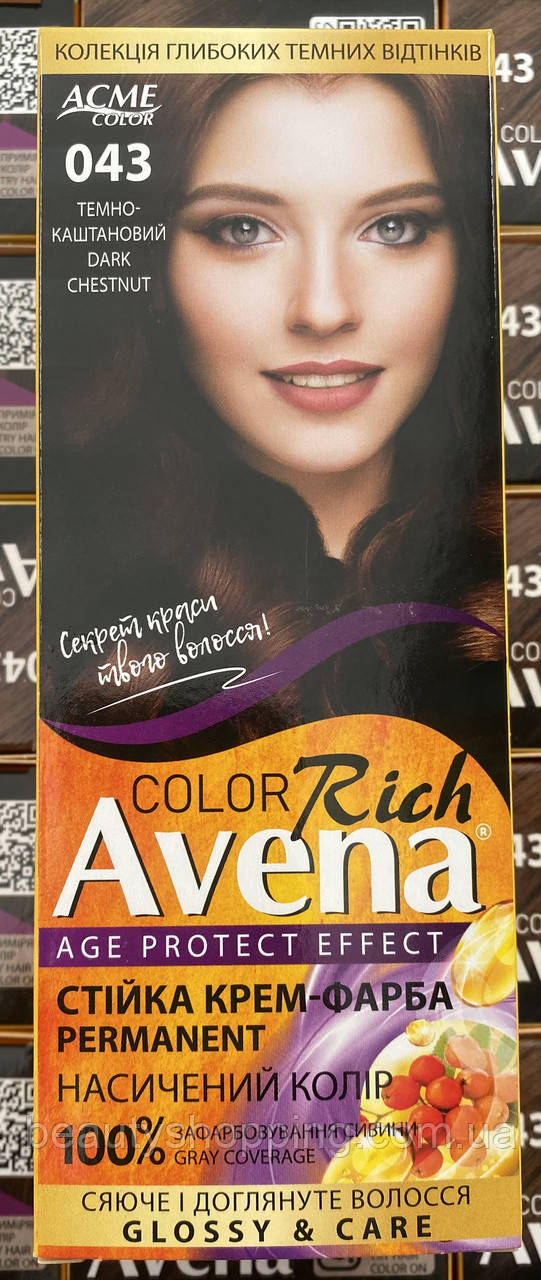 КОЛЕКЦІЯ ГЛИБОКИХ ТЕМНИХ ВІДТІНКІВ
ACME
COLOR
043
ТЕМНО-
КАШТАНОВИЙ
DARK
CHESTNUT
Секрет краси
твого волосся!
COLOR Rich
Avena®
AGE PROTECT EFFECT
СТІЙКА КРЕМ-ФАРБА
PERMANENT
НАСИЧЕНИЙ КОЛІР
100% ЗАФАРБОВУВАННЯ СИВИНИ
GRAY COVERAGE
СЯЮЧЕ І ДОГЛЯНУТЕ ВОЛОССЯ
GLOSSY & CARE